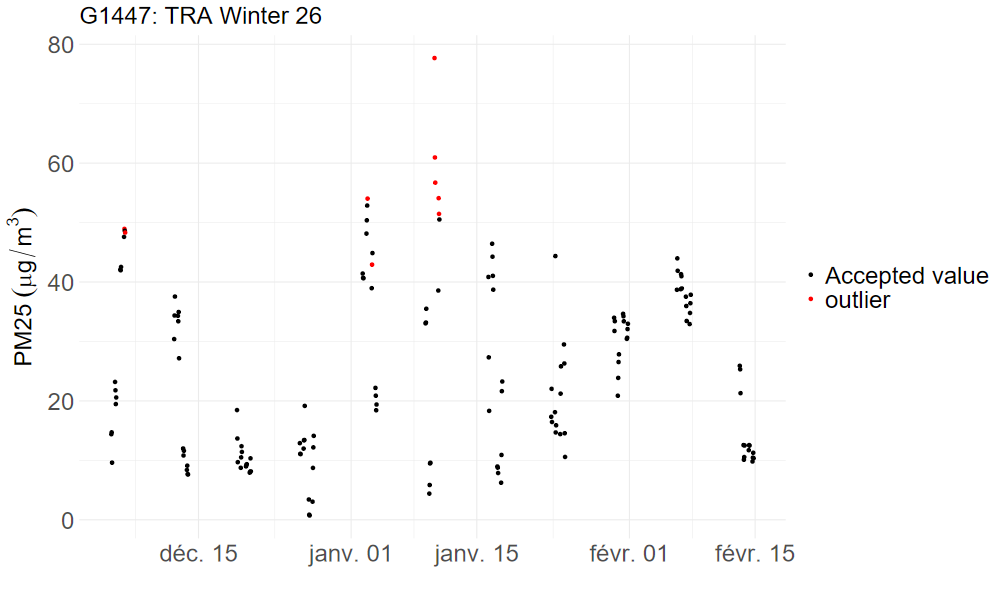 G1447: TRA Winter 26
80
60
40
20
0
PM25 (μg/m³)
déc. 15
janv. 01
janv. 15
févr. 01
févr. 15
Accepted value
outlier